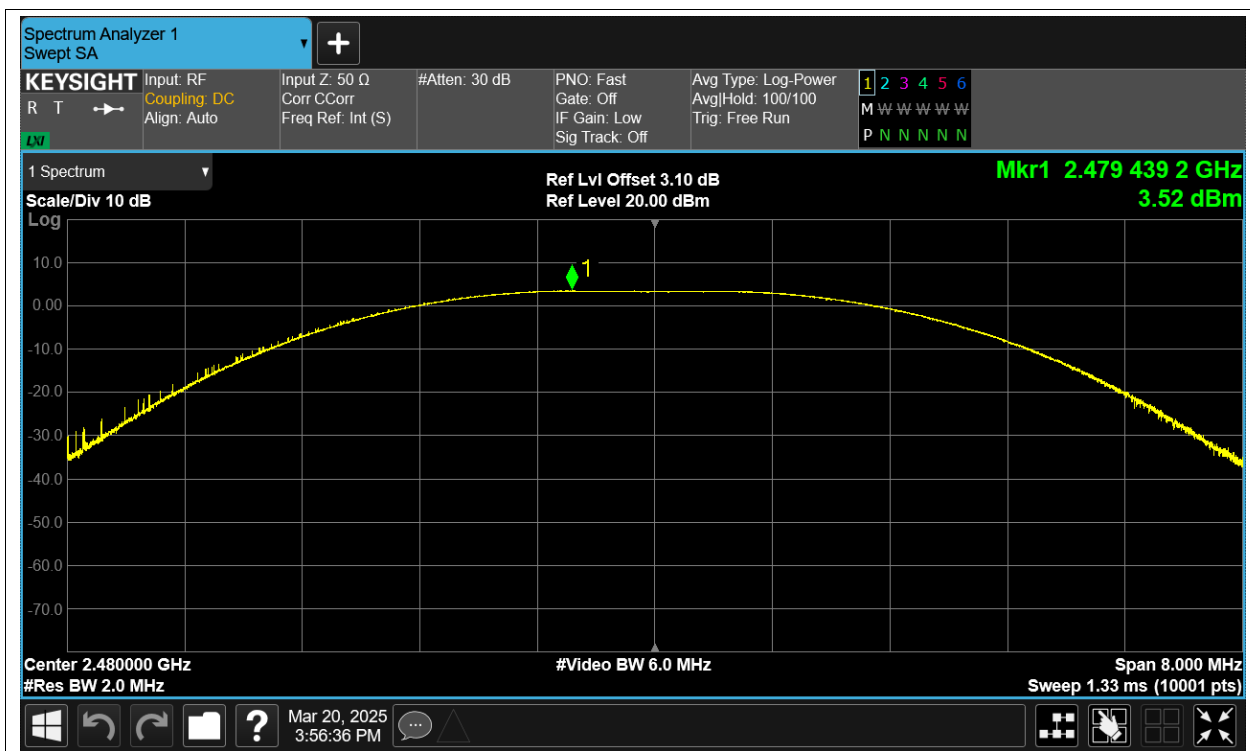 Spectrum Analyzer 1
Swept SA
KEYSIGHT
R T
LXI
Input: RF
Coupling: DC
Align: Auto
Input Z: 50 Ω
Corr CCorr
Freq Ref: Int (S)
#Atten: 30 dB
PNO: Fast
Gate: Off
IF Gain: Low
Sig Track: Off
Avg Type: Log-Power
Avg|Hold: 100/100
Trig: Free Run
1 2 3 4 5 6
M W W W W W W
P N N N N N
1 Spectrum
Scale/Div 10 dB
Ref Lvl Offset 3.10 dB
Ref Level 20.00 dBm
Mkr1 2.479 439 2 GHz
3.52 dBm
Log
10.0
0.00
-10.0
-20.0
-30.0
-40.0
-50.0
-60.0
-70.0
1
Center 2.480000 GHz
#Res BW 2.0 MHz
#Video BW 6.0 MHz
Span 8.000 MHz
Sweep 1.33 ms (10001 pts)
?
Mar 20, 2025
3:56:36 PM